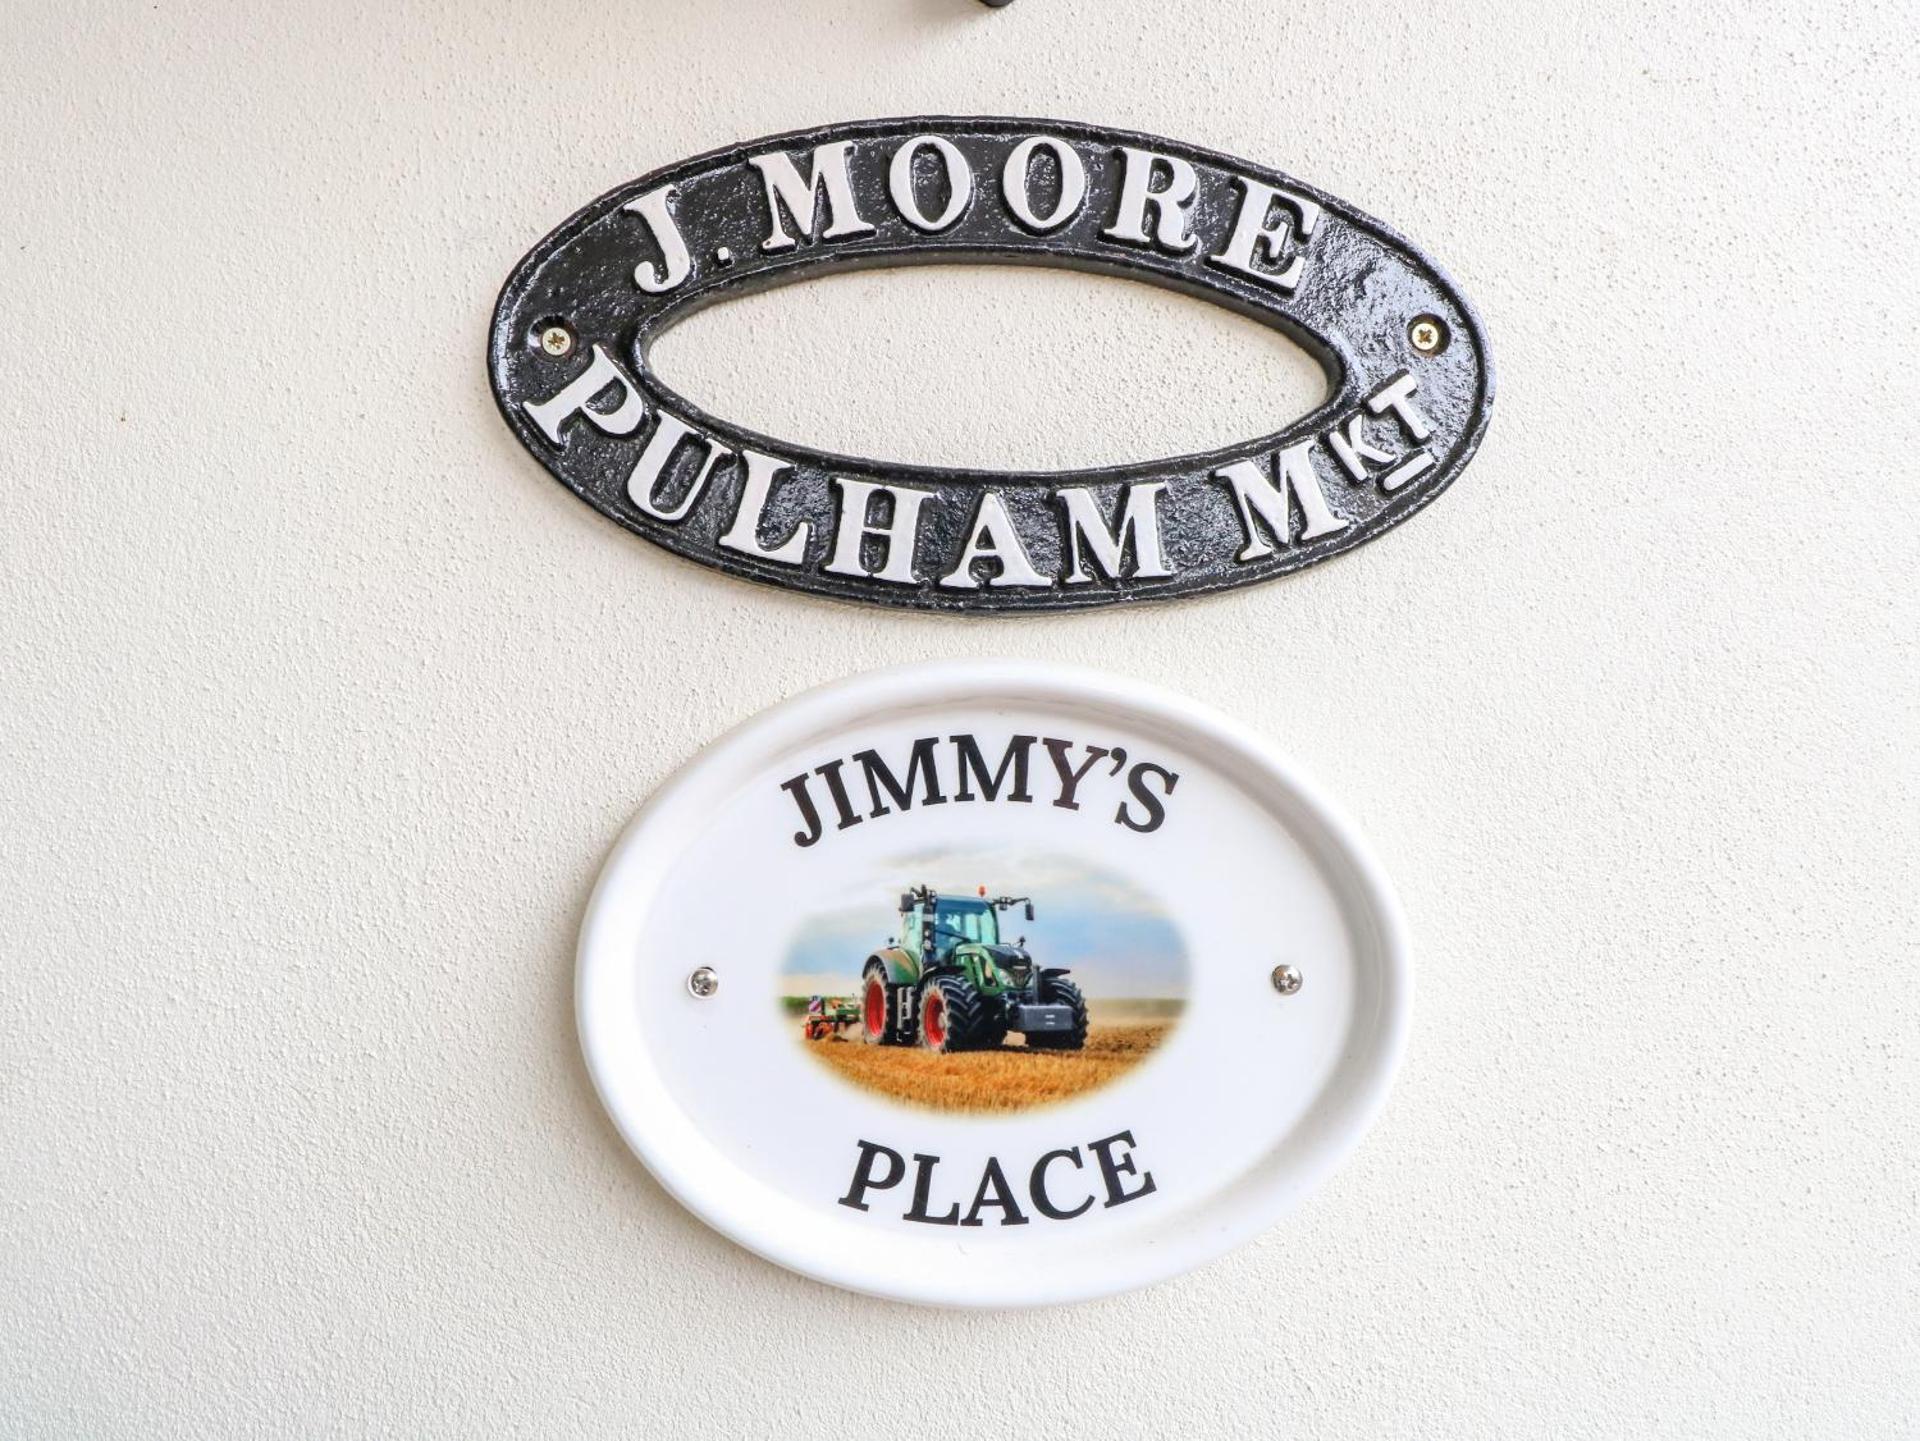 J. MOORE
PULHAM MKT
JIMMY'S
PLACE